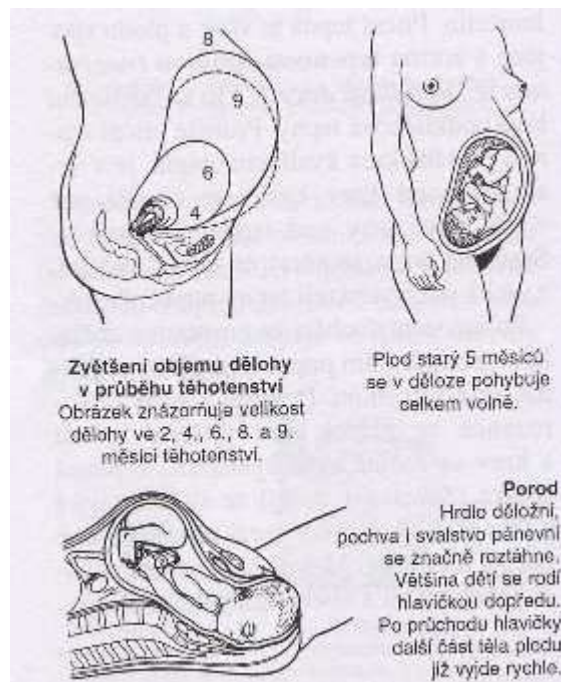 8
9
6
4
Zvětšení objemu dělohy
v průběhu těhotenství
Obrázek znázorňuje velikost
dělohy ve 2, 4., 6., 8. a 9.
měsíci těhotenství.
Plod starý 5 měsíců
se v děloze pohybuje
celkem volně.
Porod
Hrdlo děložní,
pochva i svalstvo pánevní
se značně roztáhne.
Většina dětí se rodí
hlavičkou dopředu.
Po průchodu hlavičky
další část těla plodu
již vyjde rychle.